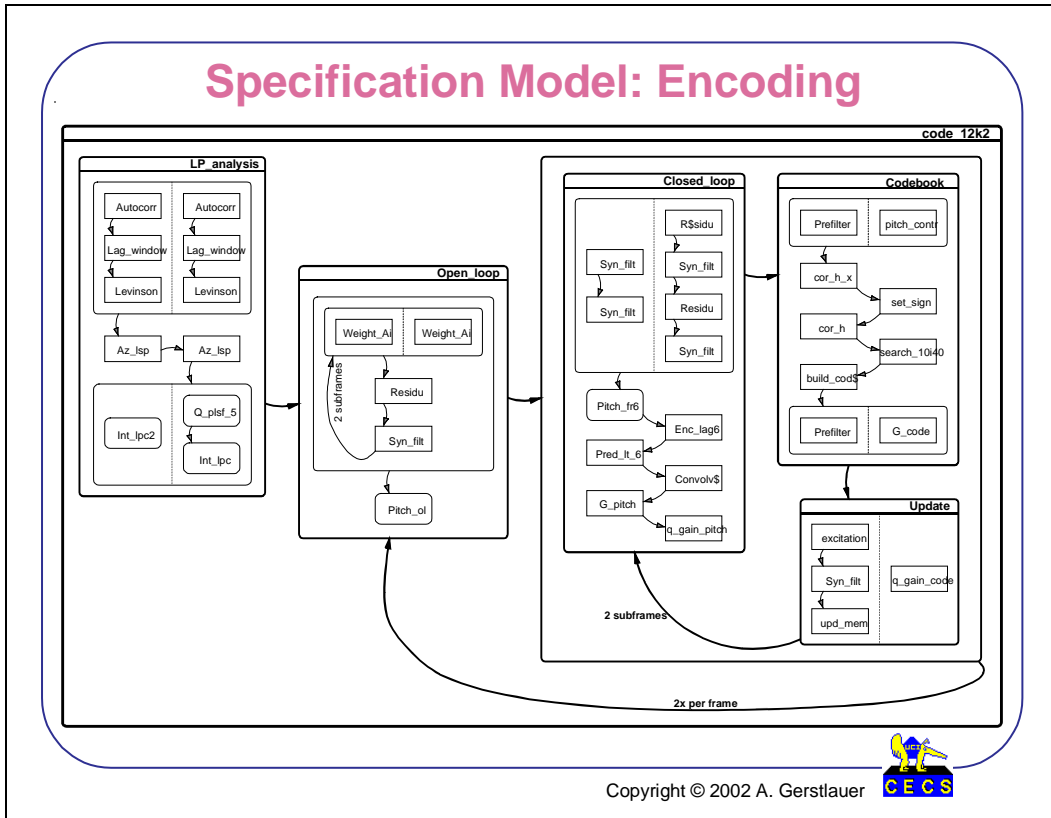 Specification Model: Encoding
code_12k2
LP_analysis
Autocorr
Autocorr
Lag_window
Lag_window
Levinson
Levinson
Az_lsp
Az_lsp
Int_lpc2
Q_plsf_5
Int_lpc
Open_loop
Weight_Ai
Weight_Ai
2 subframes
Residu
Syn_filt
Pitch_ol
Closed_loop
Syn_filt
Syn_filt
R$sidu
Syn_filt
Residu
Syn_filt
Pitch_fr6
Enc_lag6
Pred_lt_6
Convolv$
G_pitch
q_gain_pitch
Codebook
Prefilter
pitch_contr
cor_h_x
set_sign
cor_h
search_10i40
build_cod$
Prefilter
G_code
Update
excitation
Syn_filt
q_gain_code
upd_mem
2 subframes
2x per frame
Copyright © 2002 A. Gerstlauer
UCI
CECS